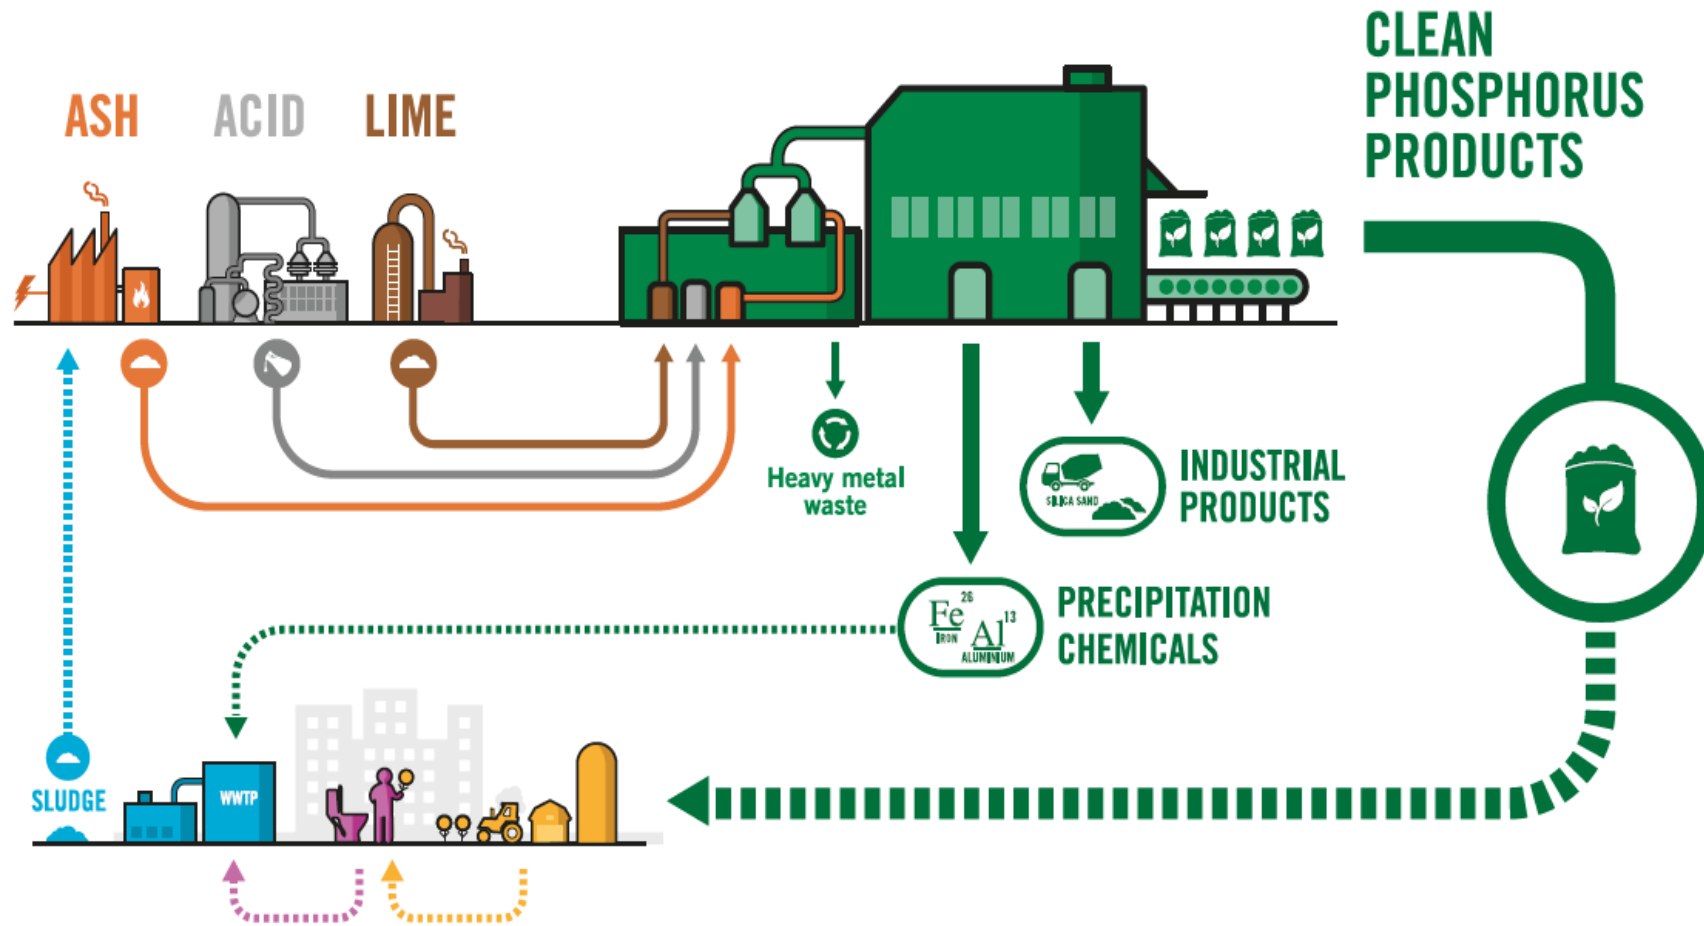 ASH
ACID
LIME
CLEAN
PHOSPHORUS
PRODUCTS
Heavy metal
waste
SILICA SAND
INDUSTRIAL
PRODUCTS
Fe 26
IRON
Al 13
ALUMINIUM
PRECIPITATION
CHEMICALS
SLUDGE
WWTP